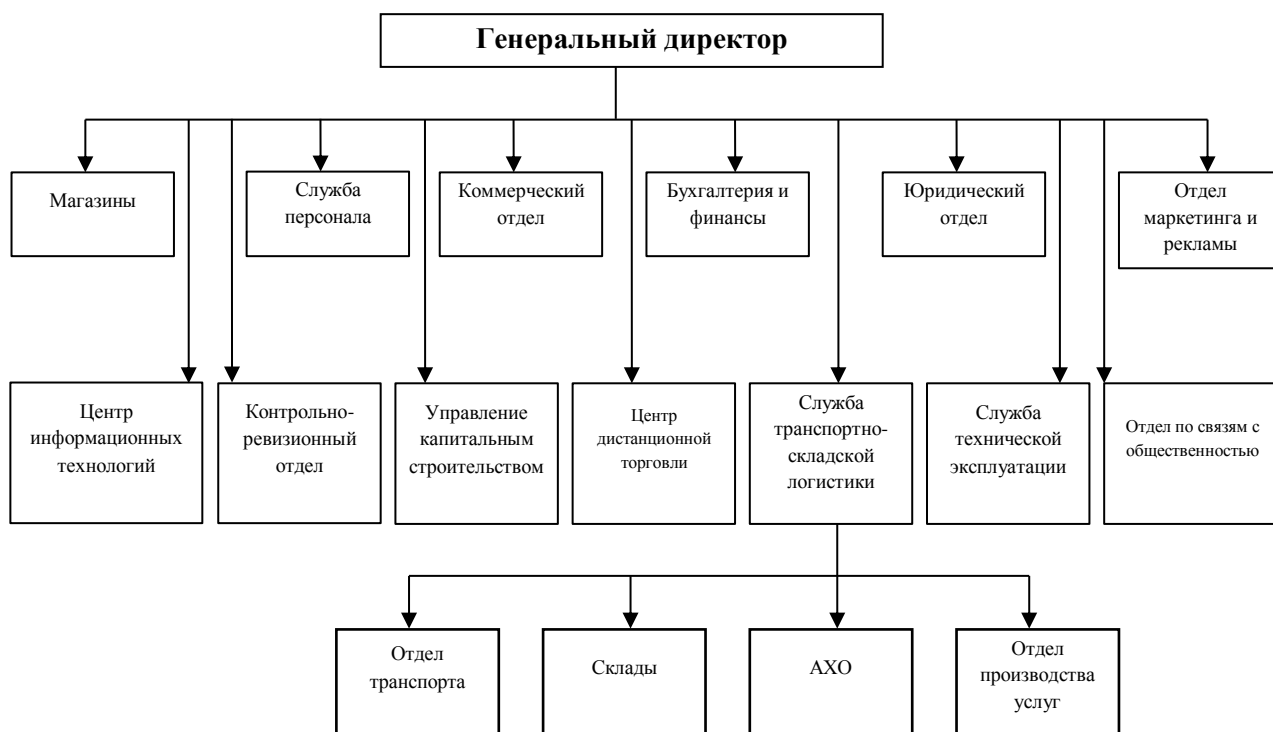 Генеральный директор
Магазины
Служба
персонала
Коммерческий
отдел
Бухгалтерия и
финансы
Юридический
отдел
Отдел
маркетинга и
рекламы
Центр
информационных
технологий
Контрольно-
ревизионный
отдел
Управление
капитальным
строительством
Центр
дистанционной
торговли
Служба
транспортно-
складской
логистики
Служба
технической
эксплуатации
Отдел по связям с
общественностью
Отдел
транспорта
Склады
АХО
Отдел
производства
услуг